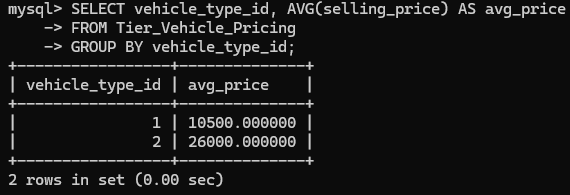 mysql> SELECT vehicle_type_id, AVG(selling_price) AS avg_price
    -> FROM Tier_Vehicle_Pricing
    -> GROUP BY vehicle_type_id;
+-----------------+--------------+
| vehicle_type_id | avg_price    |
+-----------------+--------------+
|               1 | 10500.000000 |
|               2 | 26000.000000 |
+-----------------+--------------+
2 rows in set (0.00 sec)